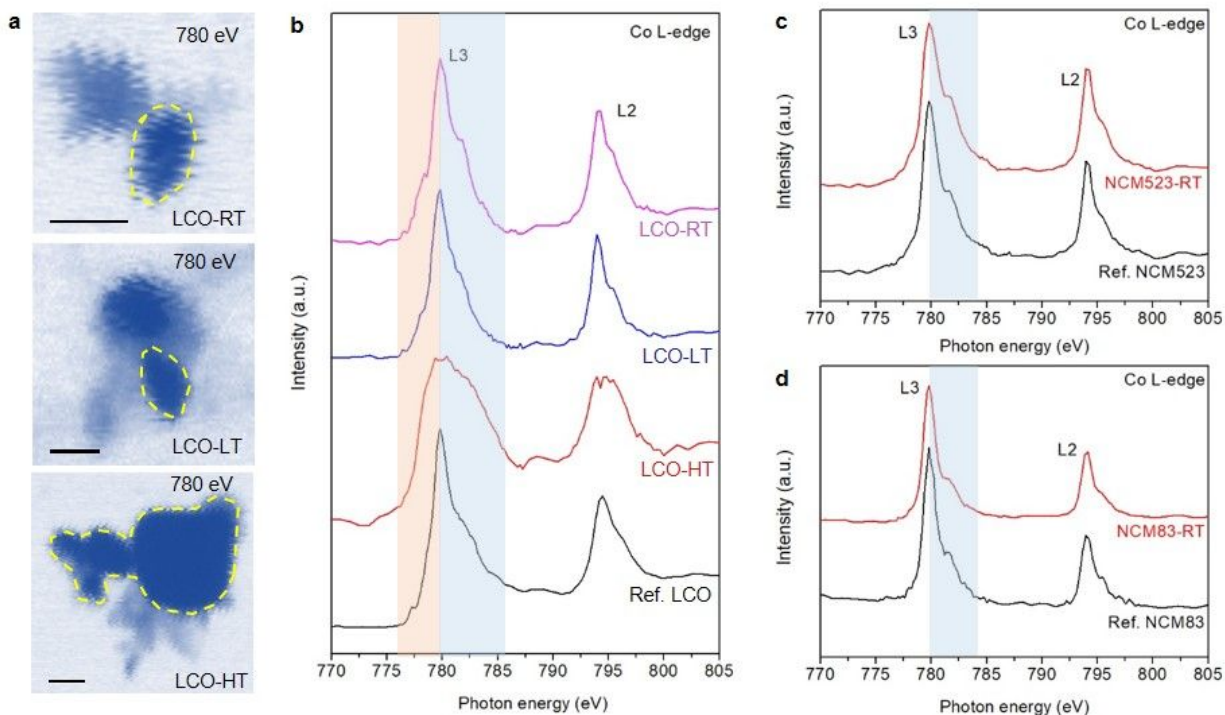 a
780 eV
LCO-RT
780 eV
LCO-LT
780 eV
LCO-HT
b
Co L-edge
L3
L2
LCO-RT
LCO-LT
LCO-HT
Ref. LCO
Intensity (a.u.)
770 775 780 785 790 795 800 805
Photon energy (eV)
c
Co L-edge
L3
L2
NCM523-RT
Ref. NCM523
Intensity (a.u.)
770 775 780 785 790 795 800 805
Photon energy (eV)
d
Co L-edge
L3
L2
NCM83-RT
Ref. NCM83
Intensity (a.u.)
770 775 780 785 790 795 800 805
Photon energy (eV)